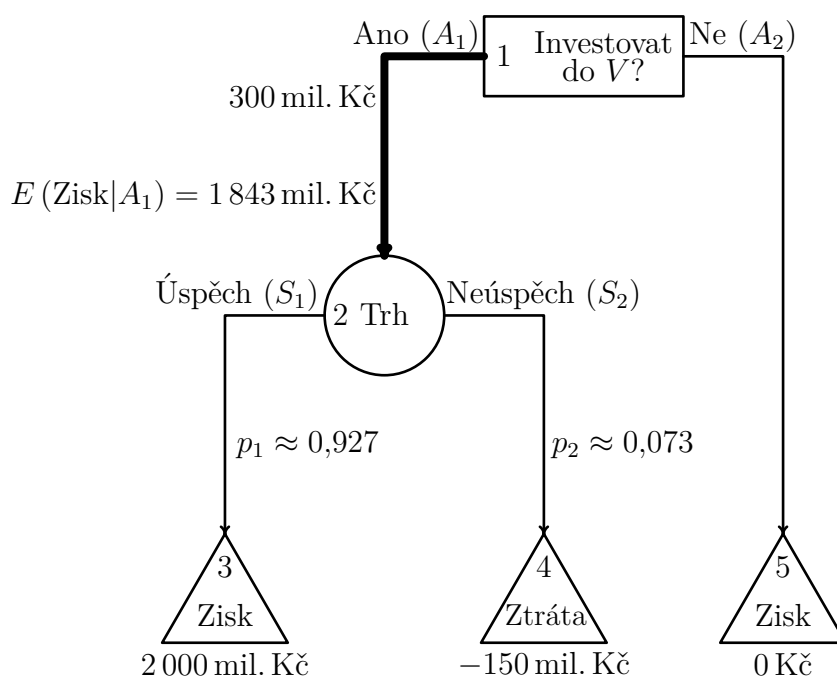 Ano (A₁)
1 Investovat
do V?
Ne (A₂)
300 mil. Kč
E (Zisk|A₁) = 1 843 mil. Kč
Úspěch (S₁)
2 Trh
Neúspěch (S₂)
p₁ ≈ 0,927
p₂ ≈ 0,073
3
Zisk
2 000 mil. Kč
4
Ztráta
−150 mil. Kč
5
Zisk
0 Kč